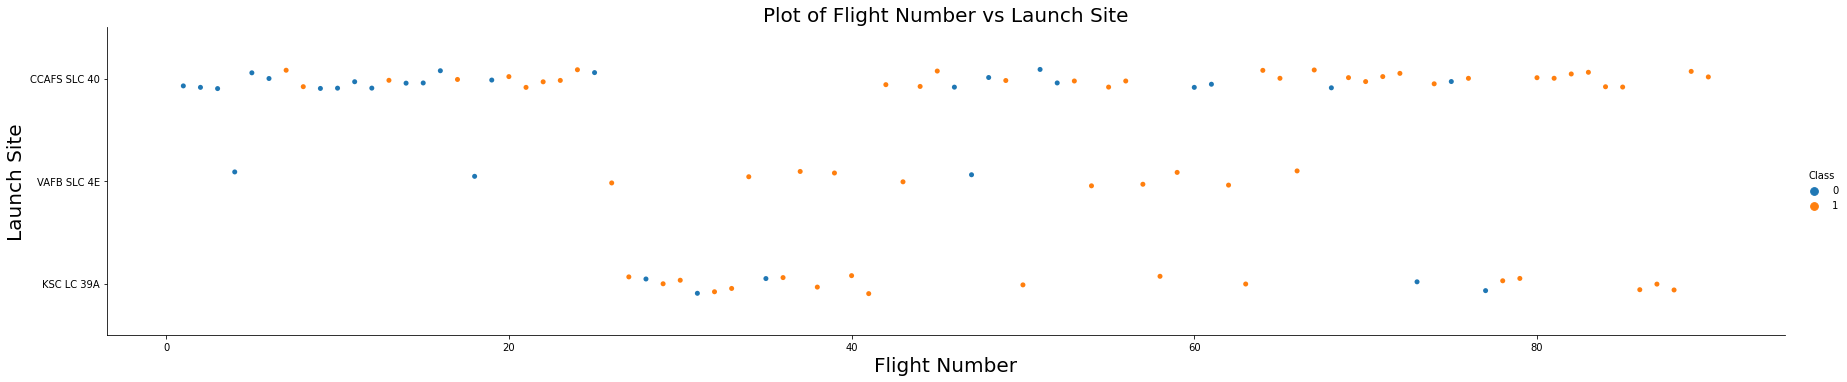 Plot of Flight Number vs Launch Site
Launch Site
CCAFS SLC 40
VAFB SLC 4E
KSC LC 39A
0
20
40
60
80
Flight Number
Class
0
1